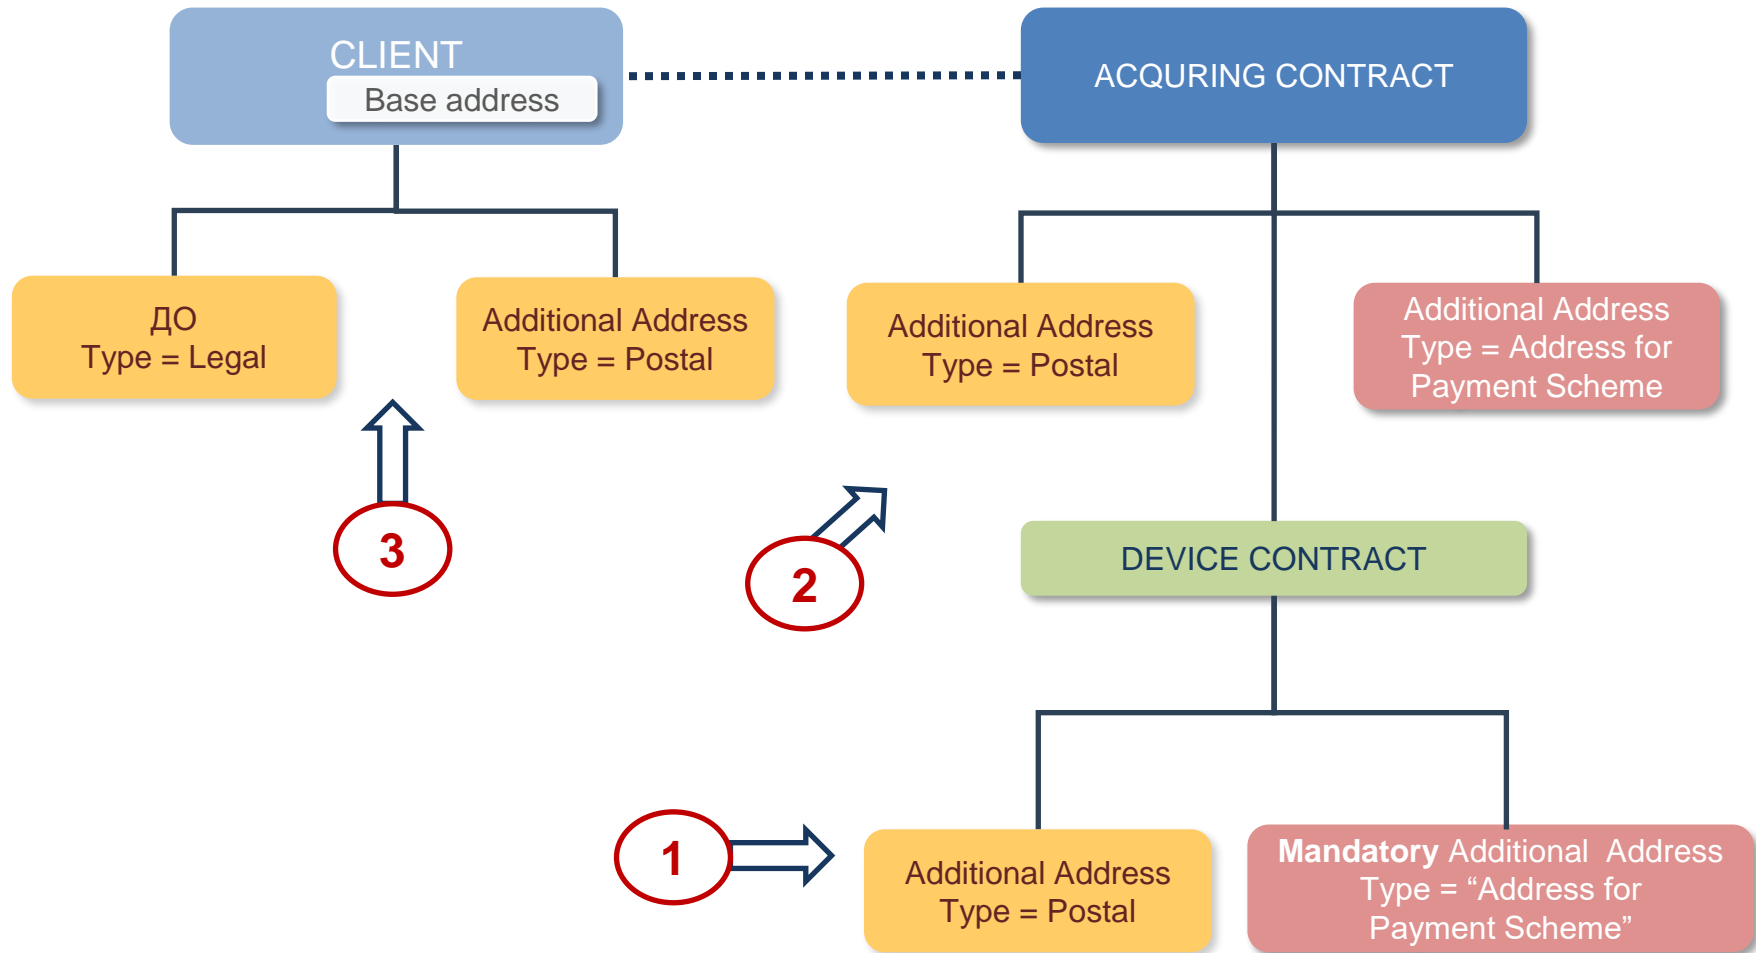 CLIENT
Base address
ACQURING CONTRACT
ДО
Type = Legal
Additional Address
Type = Postal
Additional Address
Type = Postal
Additional Address
Type = Address for
Payment Scheme
3
2
DEVICE CONTRACT
1
Additional Address
Type = Postal
Mandatory Additional Address
Type = “Address for
Payment Scheme”